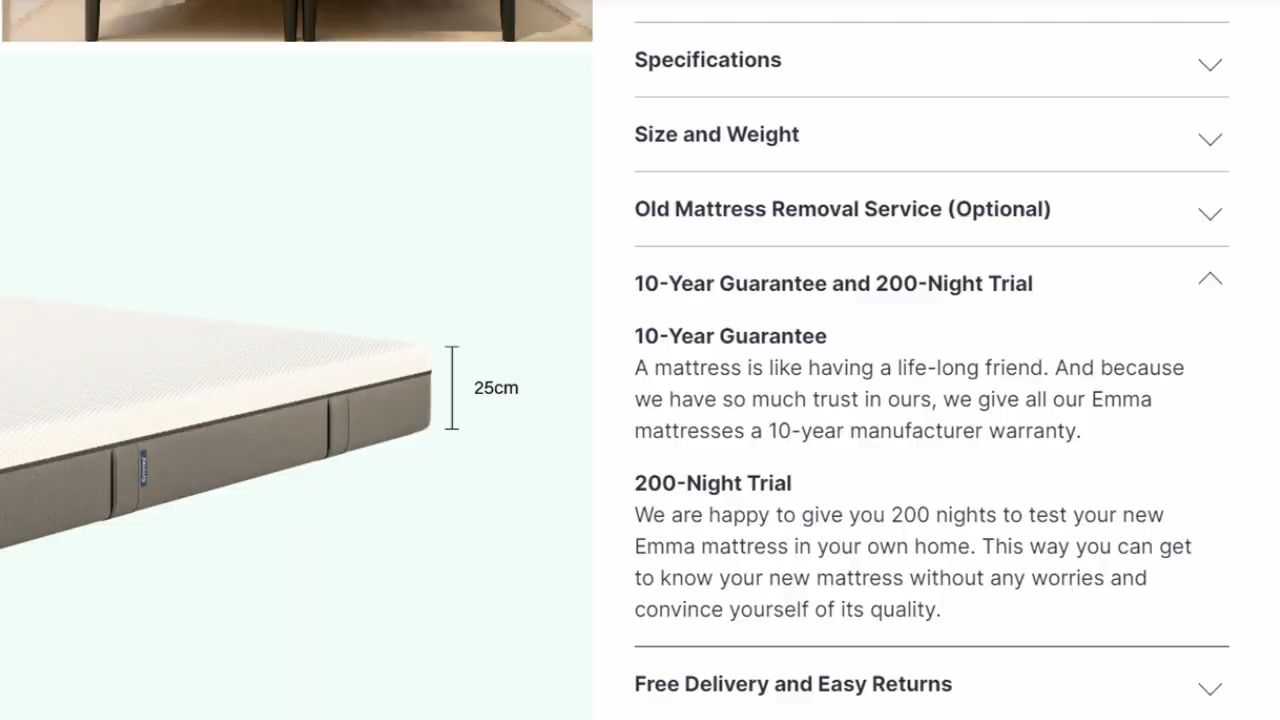 Specifications
Size and Weight
Old Mattress Removal Service (Optional)
10-Year Guarantee and 200-Night Trial
10-Year Guarantee
A mattress is like having a life-long friend. And because
we have so much trust in ours, we give all our Emma
mattresses a 10-year manufacturer warranty.
200-Night Trial
We are happy to give you 200 nights to test your new
Emma mattress in your own home. This way you can get
to know your new mattress without any worries and
convince yourself of its quality.
Free Delivery and Easy Returns
25cm